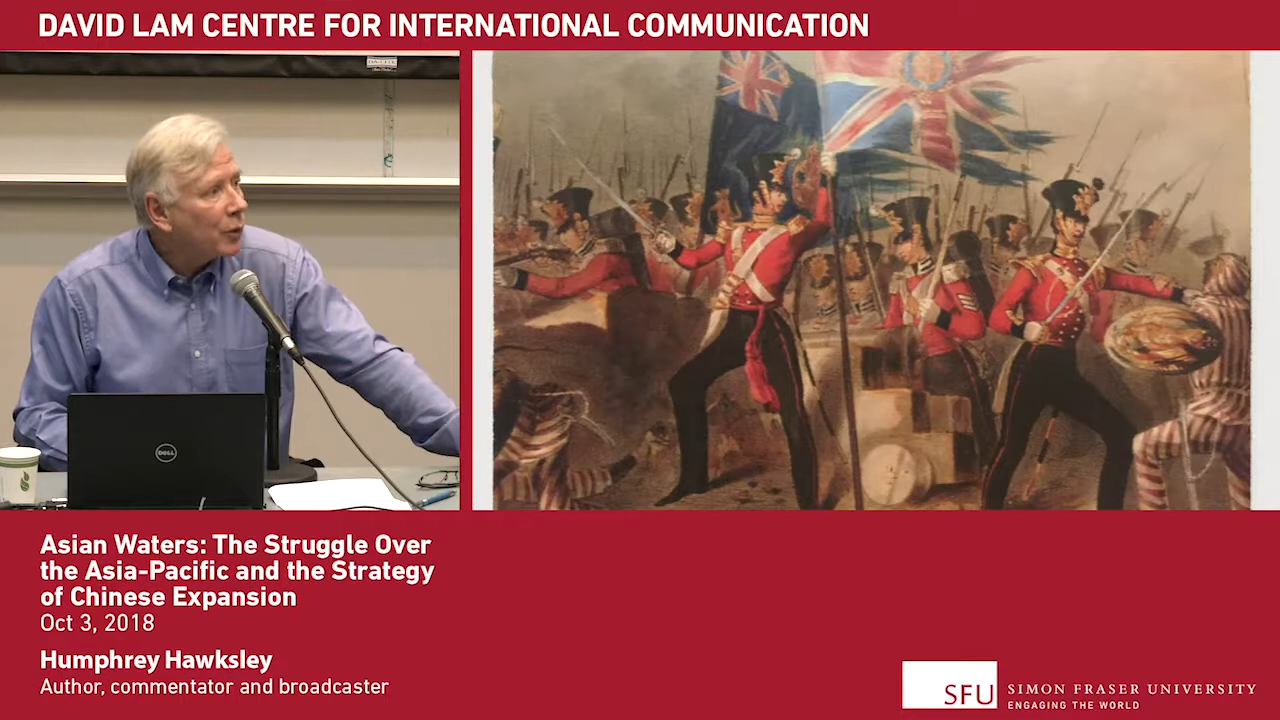 DAVID LAM CENTRE FOR INTERNATIONAL COMMUNICATION
DELL
Asian Waters: The Struggle Over
the Asia-Pacific and the Strategy
of Chinese Expansion
Oct 3, 2018
Humphrey Hawksley
Author, commentator and broadcaster
SFU
SIMON FRASER UNIVERSITY
ENGAGING THE WORLD